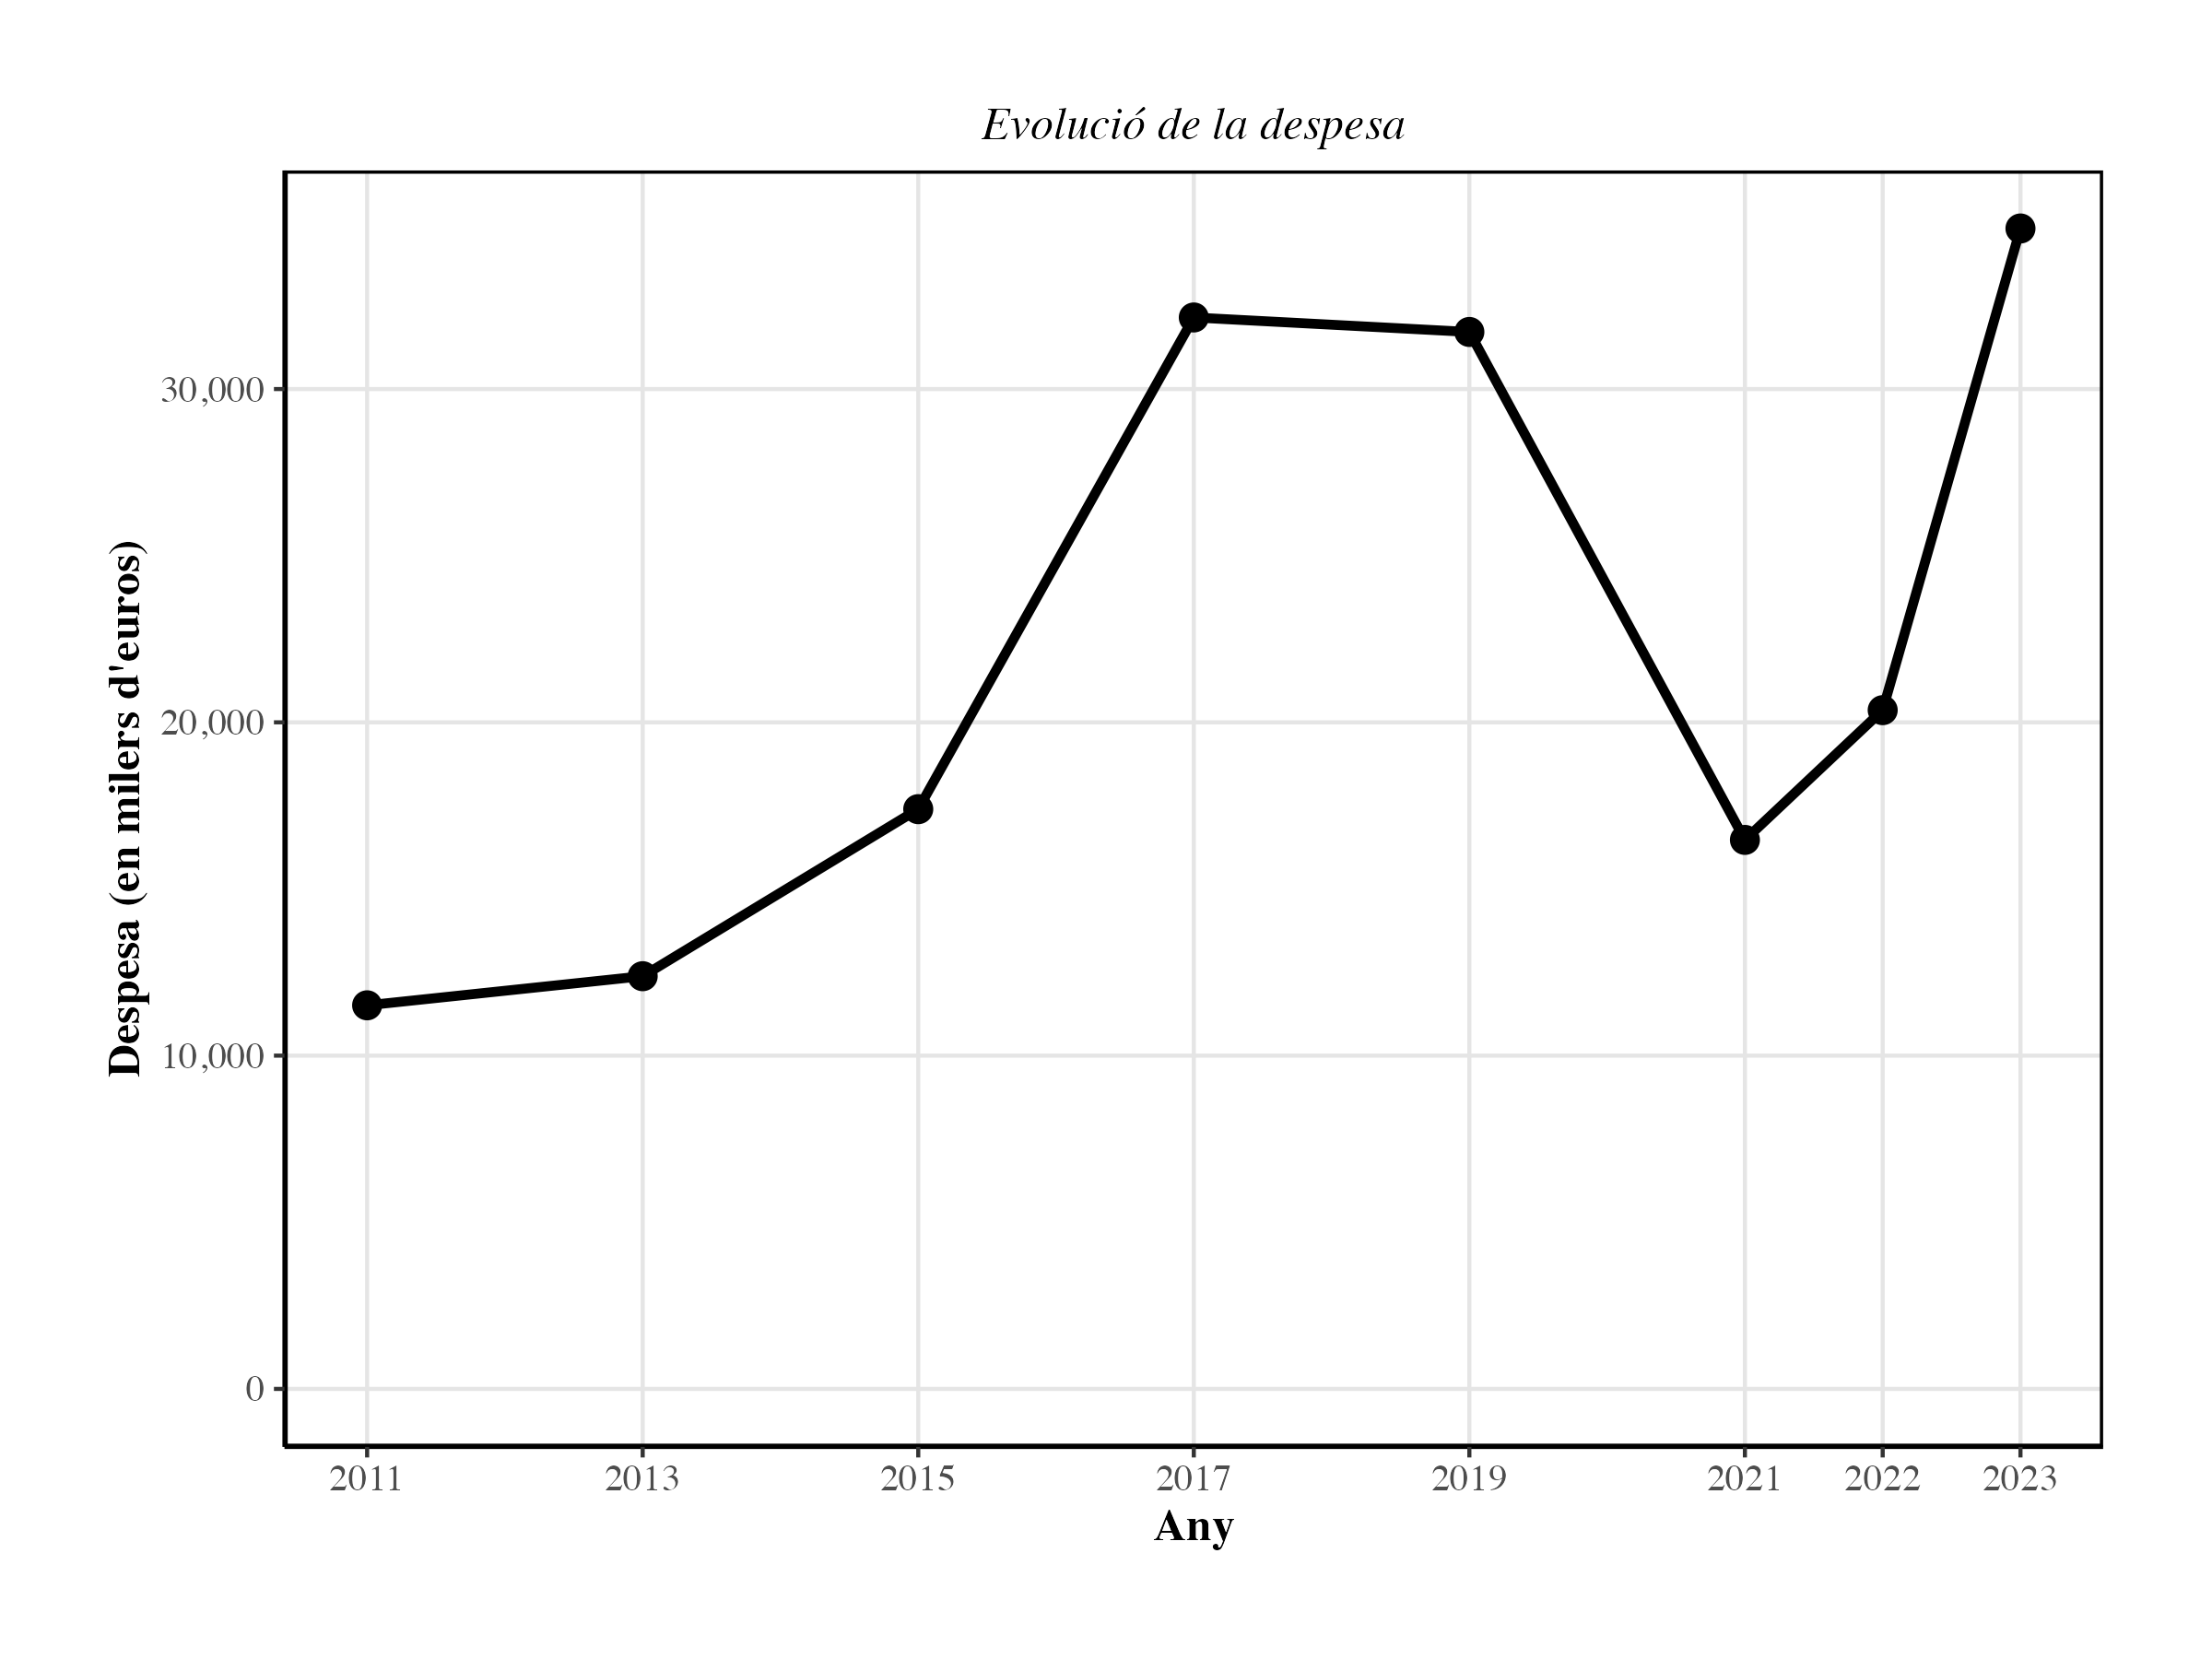 Evolució de la despesa
Despesa (en milers d'euros)
30,000
20,000
10,000
0
2011 2013 2015 2017 2019 2021 2022 2023
Any